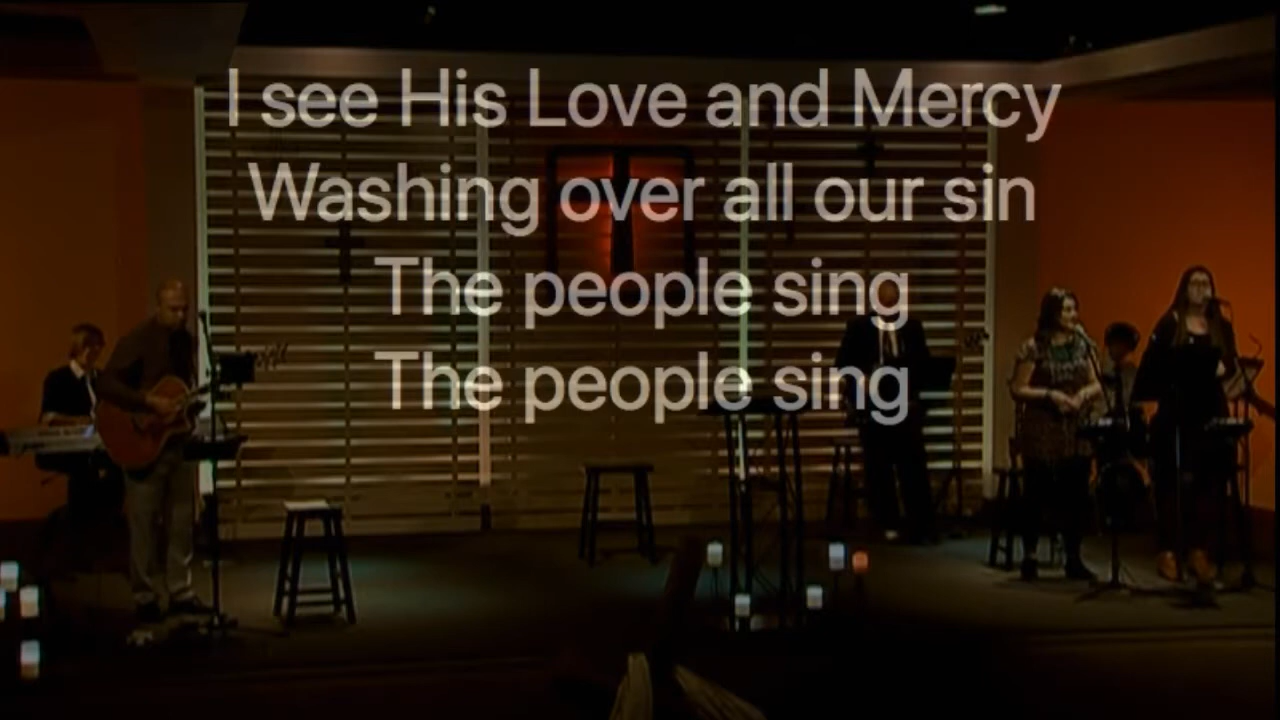 I see His Love and Mercy
Washing over all our sin
The people sing
The people sing